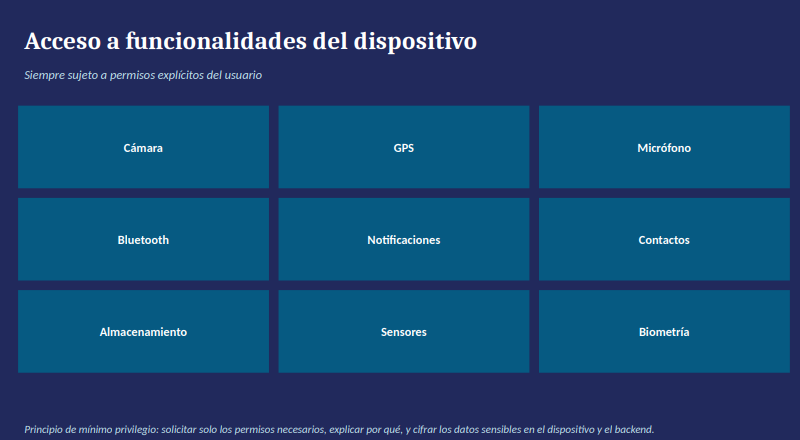 Acceso a funcionalidades del dispositivo
Siempre sujeto a permisos explícitos del usuario
Cámara
GPS
Micrófono
Bluetooth
Notificaciones
Contactos
Almacenamiento
Sensores
Biometría
Principio de mínimo privilegio: solicitar solo los permisos necesarios, explicar por qué, y cifrar los datos sensibles en el dispositivo y el backend.